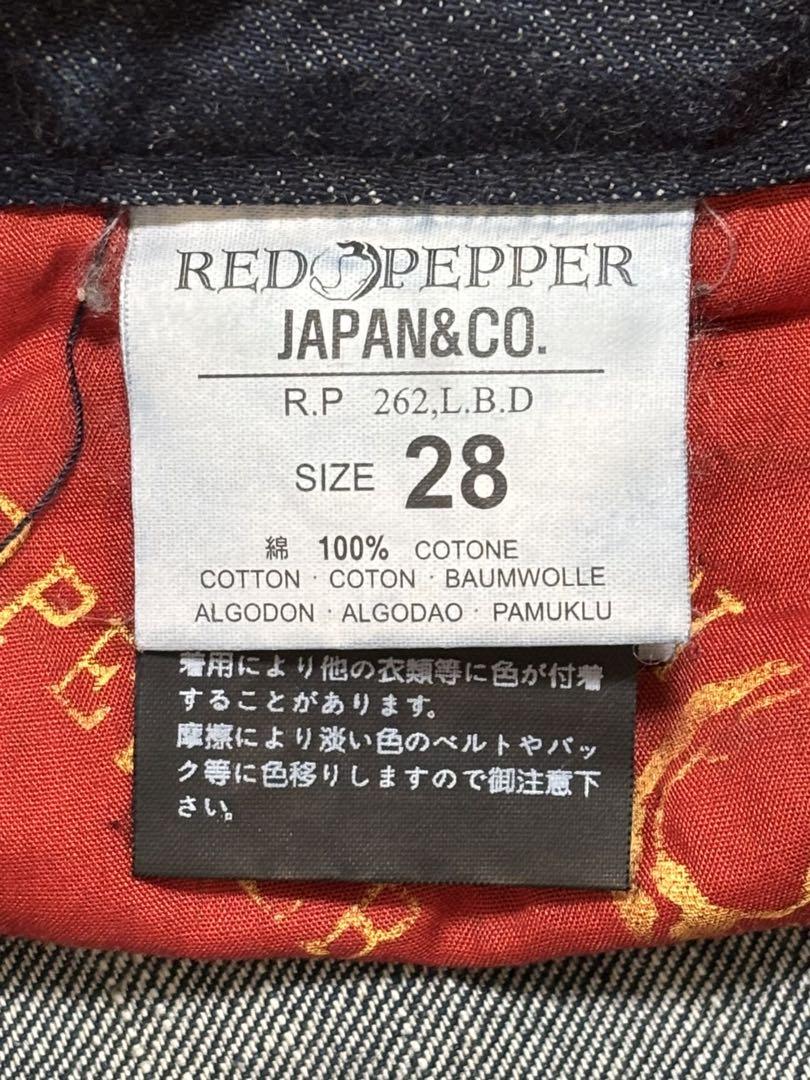 RED PEPPER
JAPAN&CO.
R.P 262,L.B.D
SIZE 28
綿 100% COTONE
COTTON · COTON · BAUMWOLLE
ALGODON · ALGODAO · PAMUKLU
着用により他の衣類等に色が付着
することがあります。
摩擦により淡い色のベルトやバッ
ク等に色移りしますので御注意下
さい。